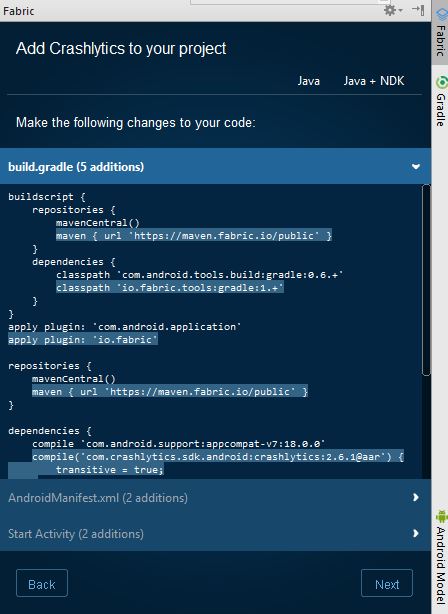 Fabric
Add Crashlytics to your project
Java
Java + NDK
Make the following changes to your code:
build.gradle (5 additions)
buildscript {
    repositories {
        mavenCentral()
        maven { url 'https://maven.fabric.io/public' }
    }
    dependencies {
        classpath 'com.android.tools.build:gradle:0.6.+'
        classpath 'io.fabric.tools:gradle:1.+'
    }
}
apply plugin: 'com.android.application'
apply plugin: 'io.fabric'
repositories {
    mavenCentral()
    maven { url 'https://maven.fabric.io/public' }
}
dependencies {
    compile 'com.android.support:appcompat-v7:18.0.0'
    compile('com.crashlytics.sdk.android:crashlytics:2.6.1@aar') {
        transitive = true;
AndroidManifest.xml (2 additions)
Start Activity (2 additions)
Back
Next
Fabric
Gradle
Android Model